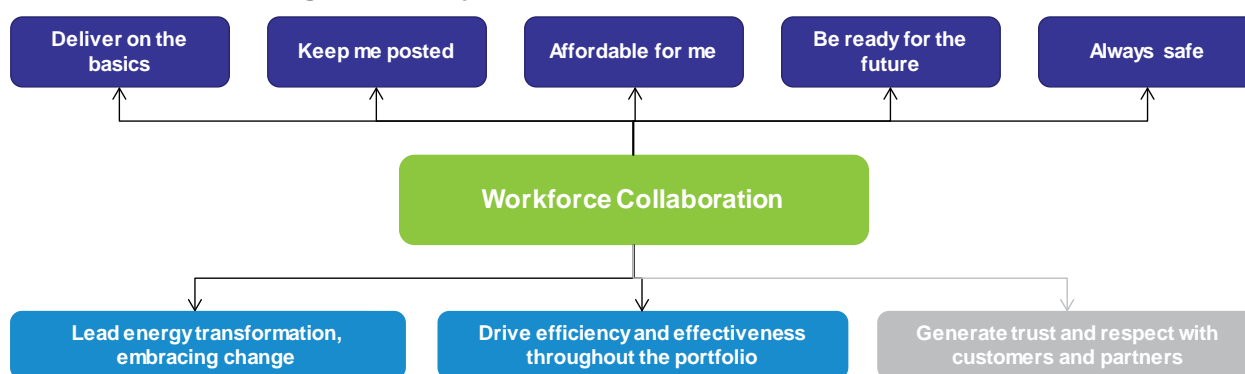 Deliver on the
basics
Keep me posted
Affordable for me
Be ready for the
future
Always safe
Workforce Collaboration
Lead energy transformation,
embracing change
Drive efficiency and effectiveness
throughout the portfolio
Generate trust and respect with
customers and partners